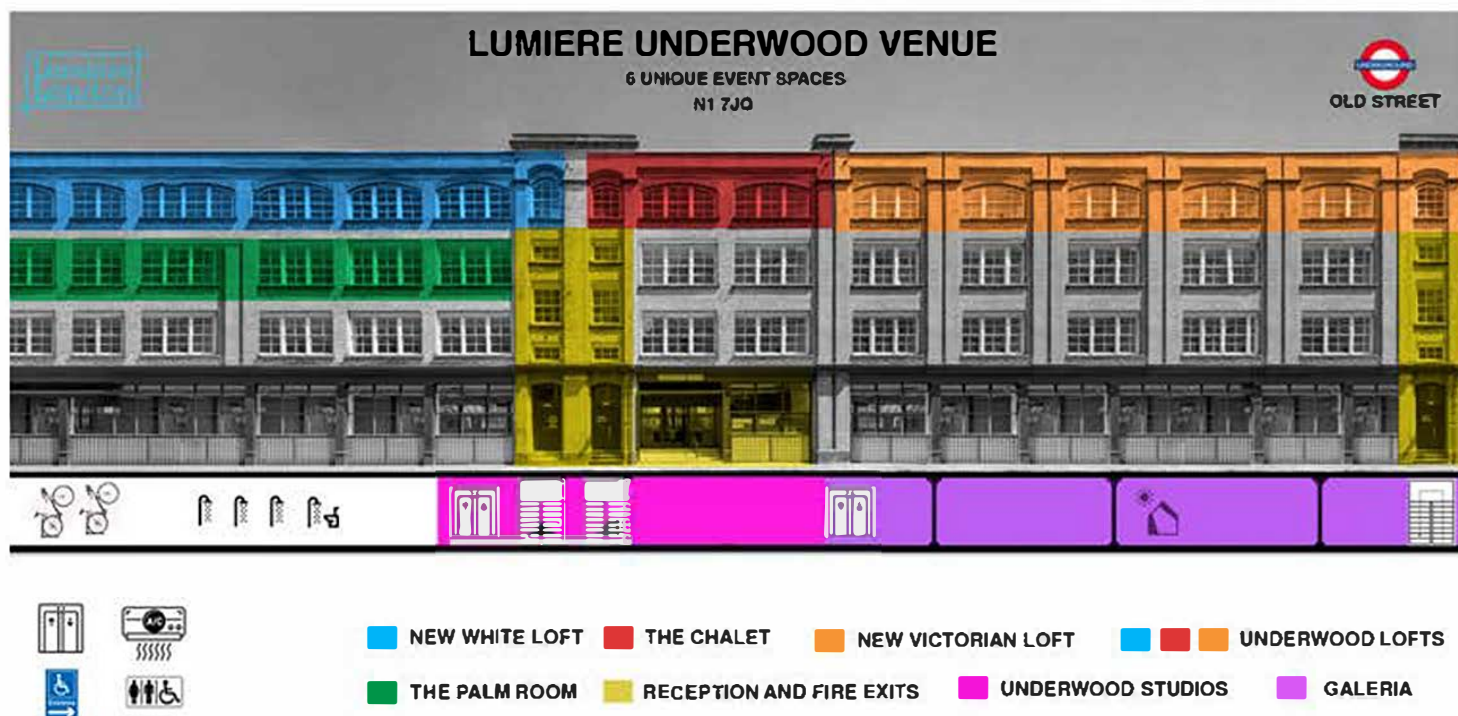 LUMIERE UNDERWOOD VENUE
6 UNIQUE EVENT SPACES
N1 7JQ
UNDERGROUND
OLD STREET
A/C
NEW WHITE LOFT
THE CHALET
NEW VICTORIAN LOFT
UNDERWOOD LOFTS
THE PALM ROOM
RECEPTION AND FIRE EXITS
UNDERWOOD STUDIOS
GALERIA